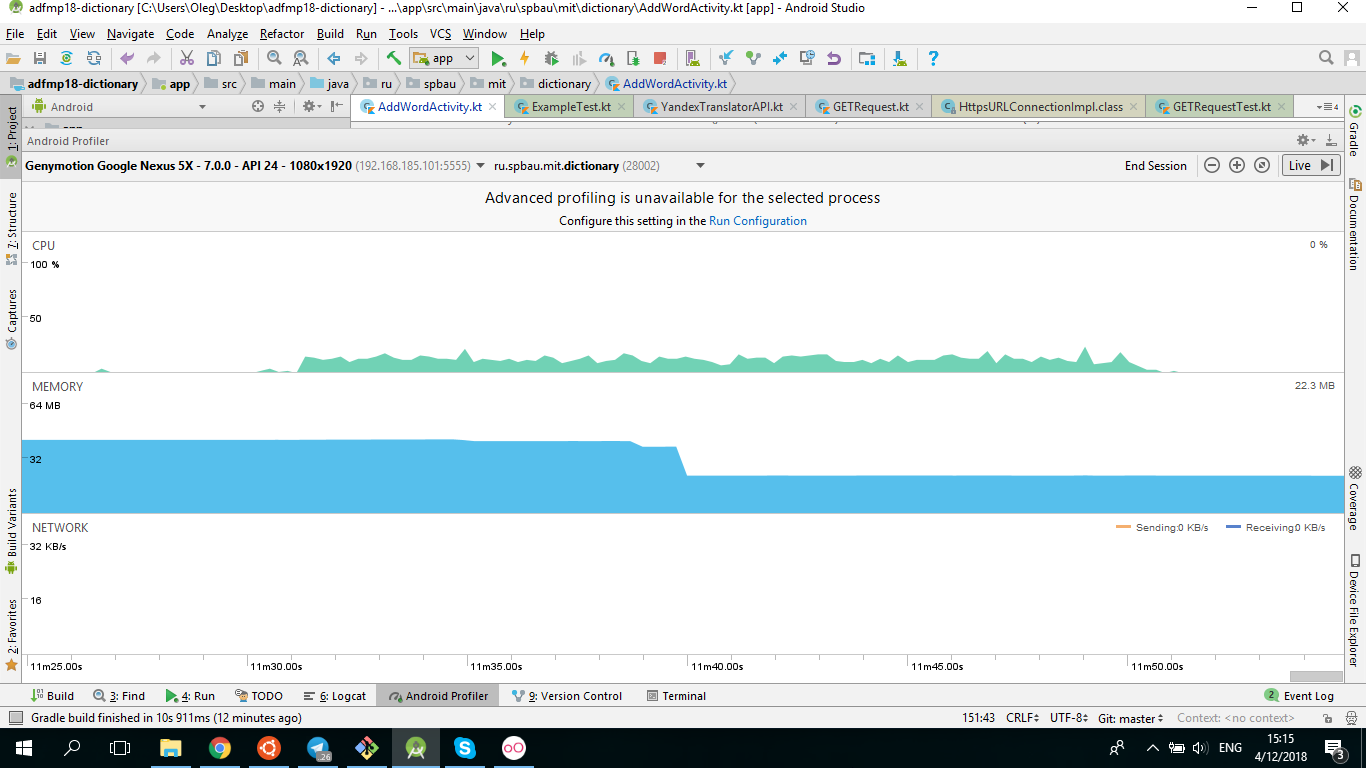 adfmp18-dictionary [C:\Users\Oleg\Desktop\adfmp18-dictionary] - ...\app\src\main\java\ru\spbau\mit\dictionary\AddWordActivity.kt [app] - Android Studio
File Edit View Navigate Code Analyze Refactor Build Run Tools VCS Window Help
app
adfmp18-dictionary app src main java ru spbau mit dictionary AddWordActivity.kt
Android AddWordActivity.kt ExampleTest.kt YandexTranslatorAPI.kt GETRequest.kt HttpsURLConnectionImpl.class GETRequestTest.kt 4
1: Project
7: Structure
Captures
Build Variants
2: Favorites
Android Profiler
Genymotion Google Nexus 5X - 7.0.0 - API 24 - 1080x1920 (192.168.185.101:5555) ru.spbau.mit.dictionary (28002) End Session Live
Advanced profiling is unavailable for the selected process
Configure this setting in the Run Configuration
CPU 0 %
100 %
50
MEMORY 22.3 MB
64 MB
32
NETWORK Sending:0 KB/s Receiving:0 KB/s
32 KB/s
16
11m25.00s 11m30.00s 11m35.00s 11m40.00s 11m45.00s 11m50.00s
Gradle
Documentation
Coverage
Device File Explorer
Build 3: Find 4: Run TODO 6: Logcat Android Profiler 9: Version Control Terminal 2 Event Log
Gradle build finished in 10s 911ms (12 minutes ago) 151:43 CRLF UTF-8 Git: master Context: <no context>
26 ENG 15:15
4/12/2018 3